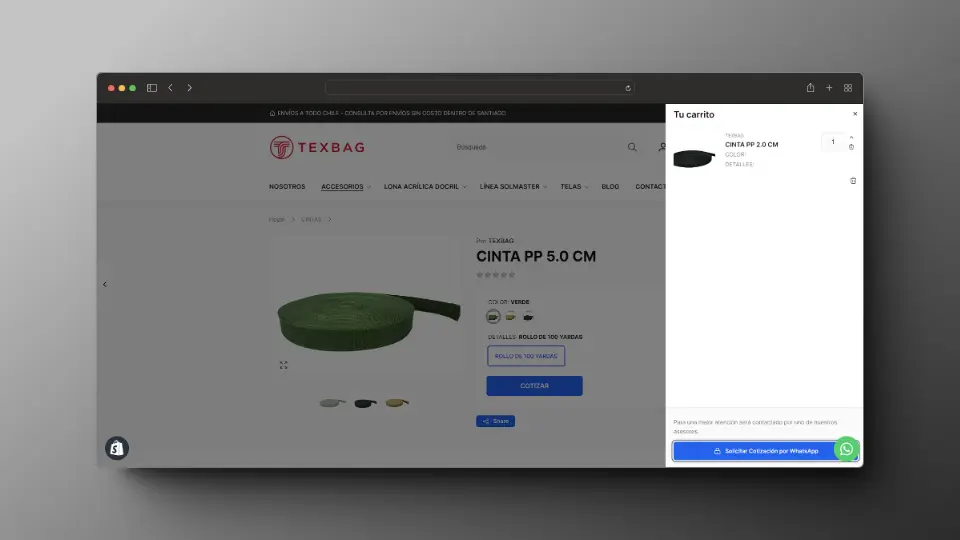 ENVÍOS A TODO CHILE - CONSULTA POR ENVÍOS SIN COSTO DENTRO DE SANTIAGO
TEXBAG
Búsqueda
NOSOTROS
ACCESORIOS
LONA ACRÍLICA DOCRIL
LÍNEA SOLMASTER
TELAS
BLOG
CONTACT
Hogar
CINTAS
Por TEXBAG
CINTA PP 5.0 CM
COLOR: VERDE
DETALLES: ROLLO DE 100 YARDAS
ROLLO DE 100 YARDAS
COTIZAR
Share
Tu carrito
TEXBAG
CINTA PP 2.0 CM
COLOR:
DETALLES:
1
Para una mejor atención será contactado por uno de nuestros
asesores.
Solicitar Cotización por WhatsApp